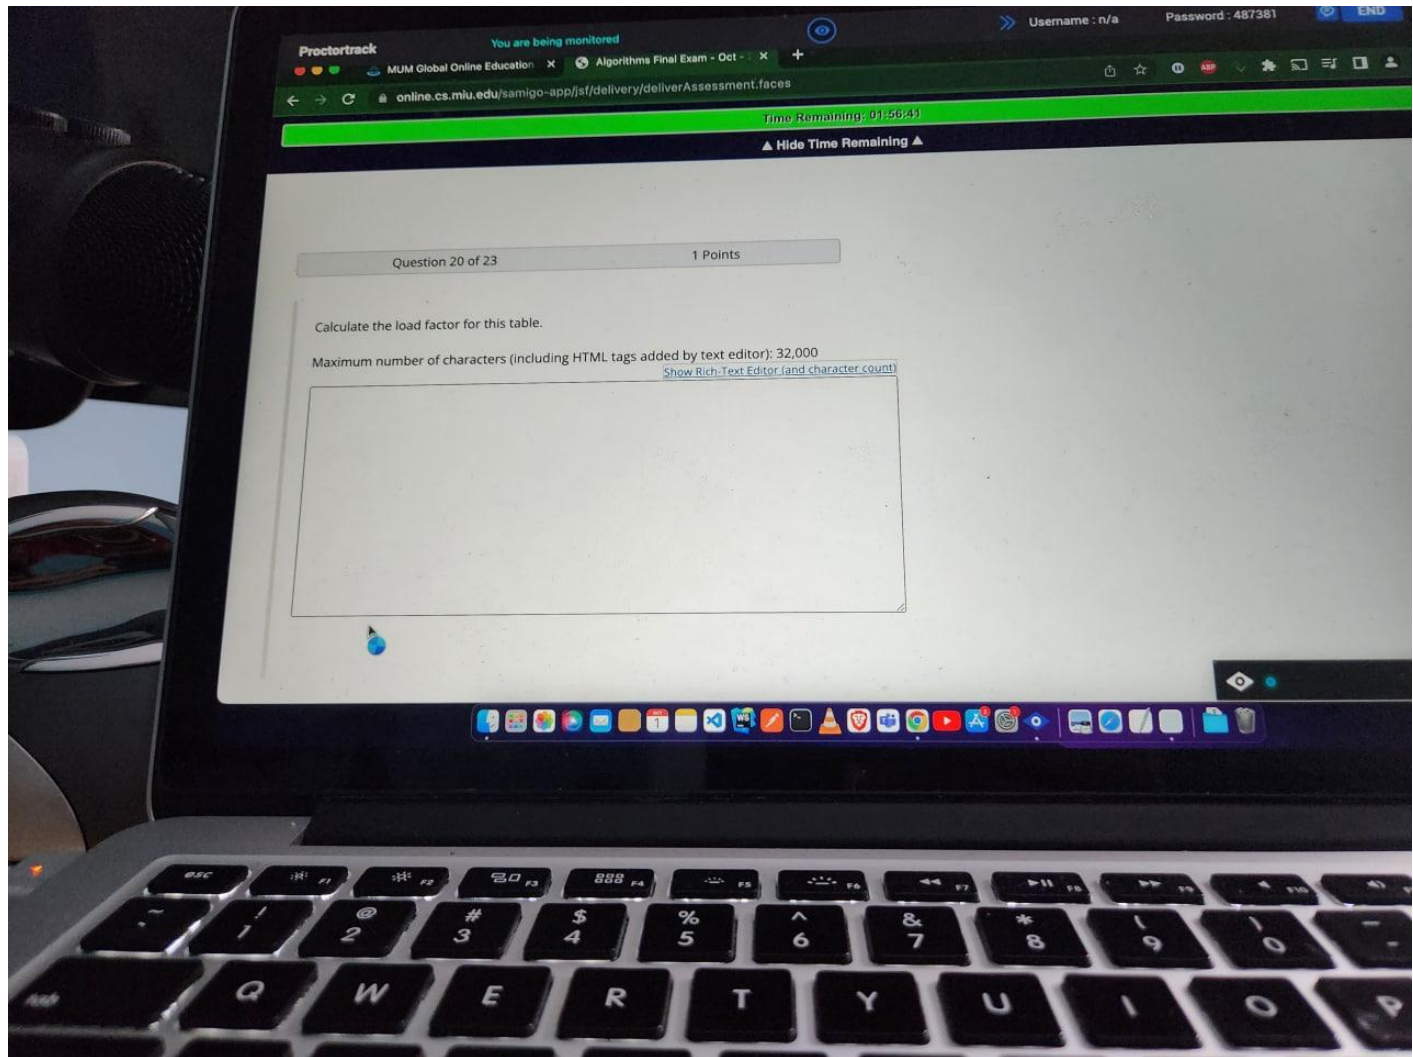 Username : n/a Password : 487381 END
Proctortrack You are being monitored
MUM Global Online Education Algorithms Final Exam - Oct -
online.cs.miu.edu/samigo-app/jsf/delivery/deliverAssessment.faces
ABP
Time Remaining: 01:56:41
▲ Hide Time Remaining ▲
Question 20 of 23 1 Points
Calculate the load factor for this table.
Maximum number of characters (including HTML tags added by text editor): 32,000
Show Rich-Text Editor (and character count)
1 WS
esc F1 F2 F3 F4 F5 F6 F7 F8 F9 F10
~ ! @ # $ % ^ & * ( )
1 2 3 4 5 6 7 8 9 0
Q W E R T Y U I O P